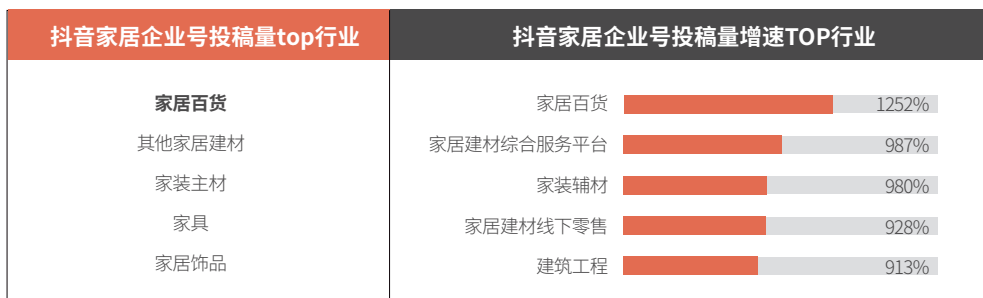 抖音家居企业号投稿量top行业
家居百货
其他家居建材
家装主材
家具
家居饰品
抖音家居企业号投稿量增速TOP行业
家居百货 1252%
家居建材综合服务平台 987%
家装辅材 980%
家居建材线下零售 928%
建筑工程 913%